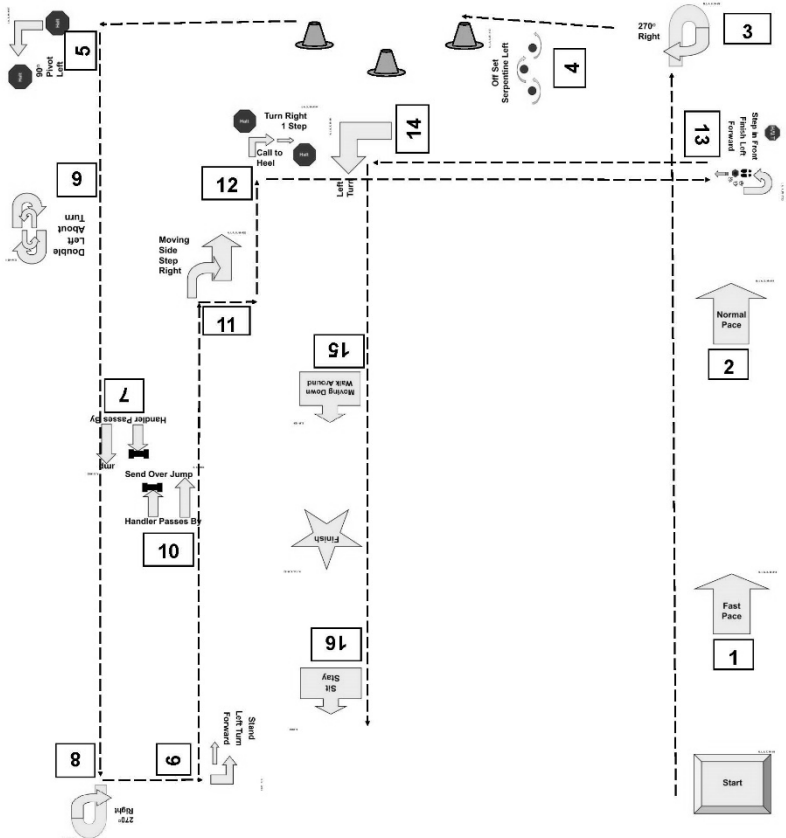 Start
1
Fast
Pace
2
Normal
Pace
3
270°
Right
4
Off Set
Serpentine Left
5
Halt
Halt
90°
Pivot
Left
6
Double
Left
About
Turn
7
Handler Passes By
8
270°
Right
9
Stand
Left Turn
Forward
10
Send Over Jump
Handler Passes By
11
Moving
Side
Step
Right
12
Halt
Turn Right
1 Step
Call to
Heel
Halt
13
HALT
Step In Front
Finish Left
Forward
14
Left
Turn
15
Moving Down
Walk Around
Finish
16
Sit
Stay